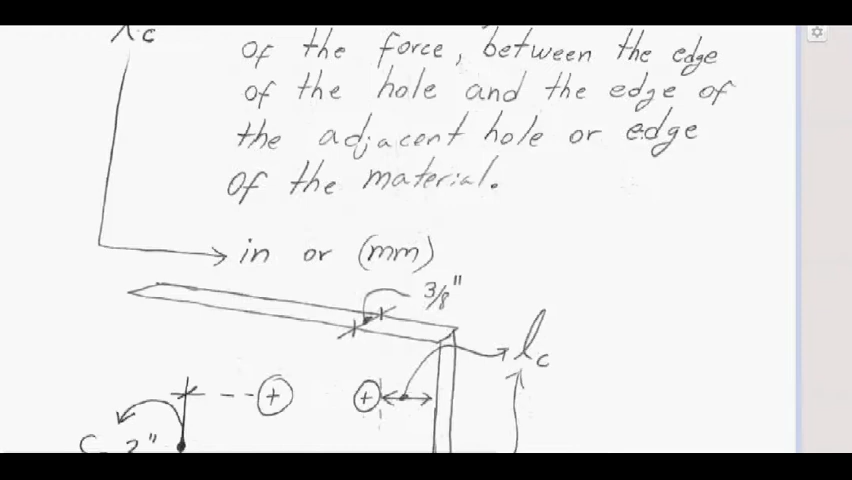 of the force, between the edge
of the hole and the edge of
the adjacent hole or edge
of the material.
in or (mm)
3/8"
lc
2"